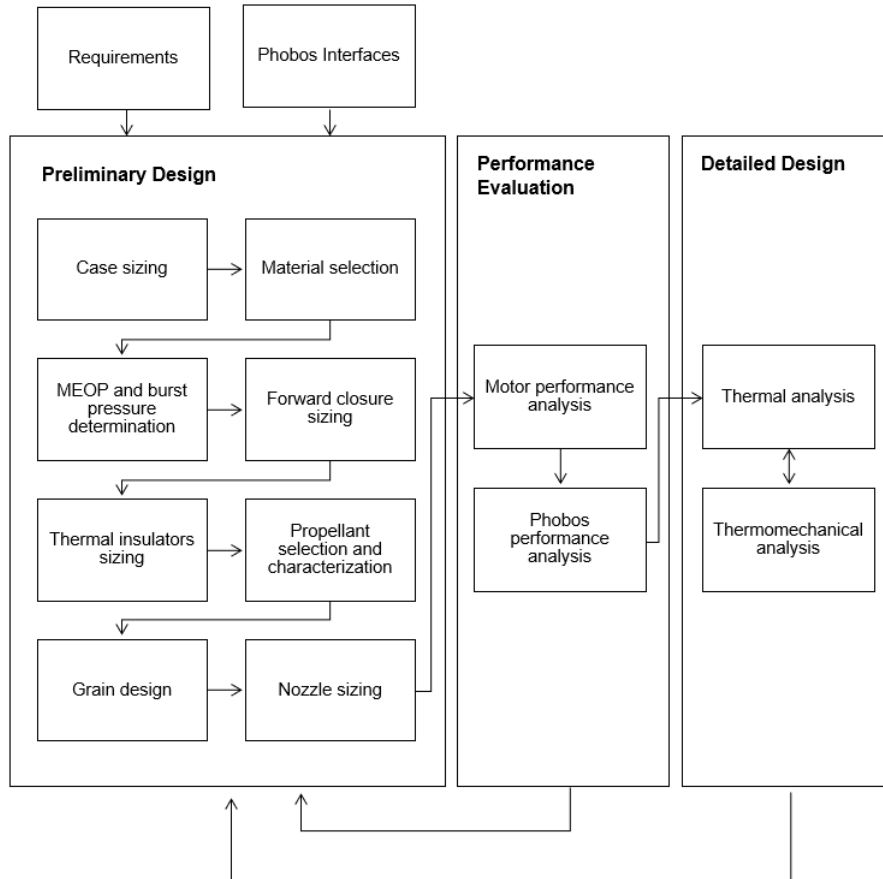 Requirements
Phobos Interfaces
Preliminary Design
Case sizing
Material selection
MEOP and burst
pressure
determination
Forward closure
sizing
Thermal insulators
sizing
Propellant
selection and
characterization
Grain design
Nozzle sizing
Performance
Evaluation
Motor performance
analysis
Phobos
performance
analysis
Detailed Design
Thermal analysis
Thermomechanical
analysis